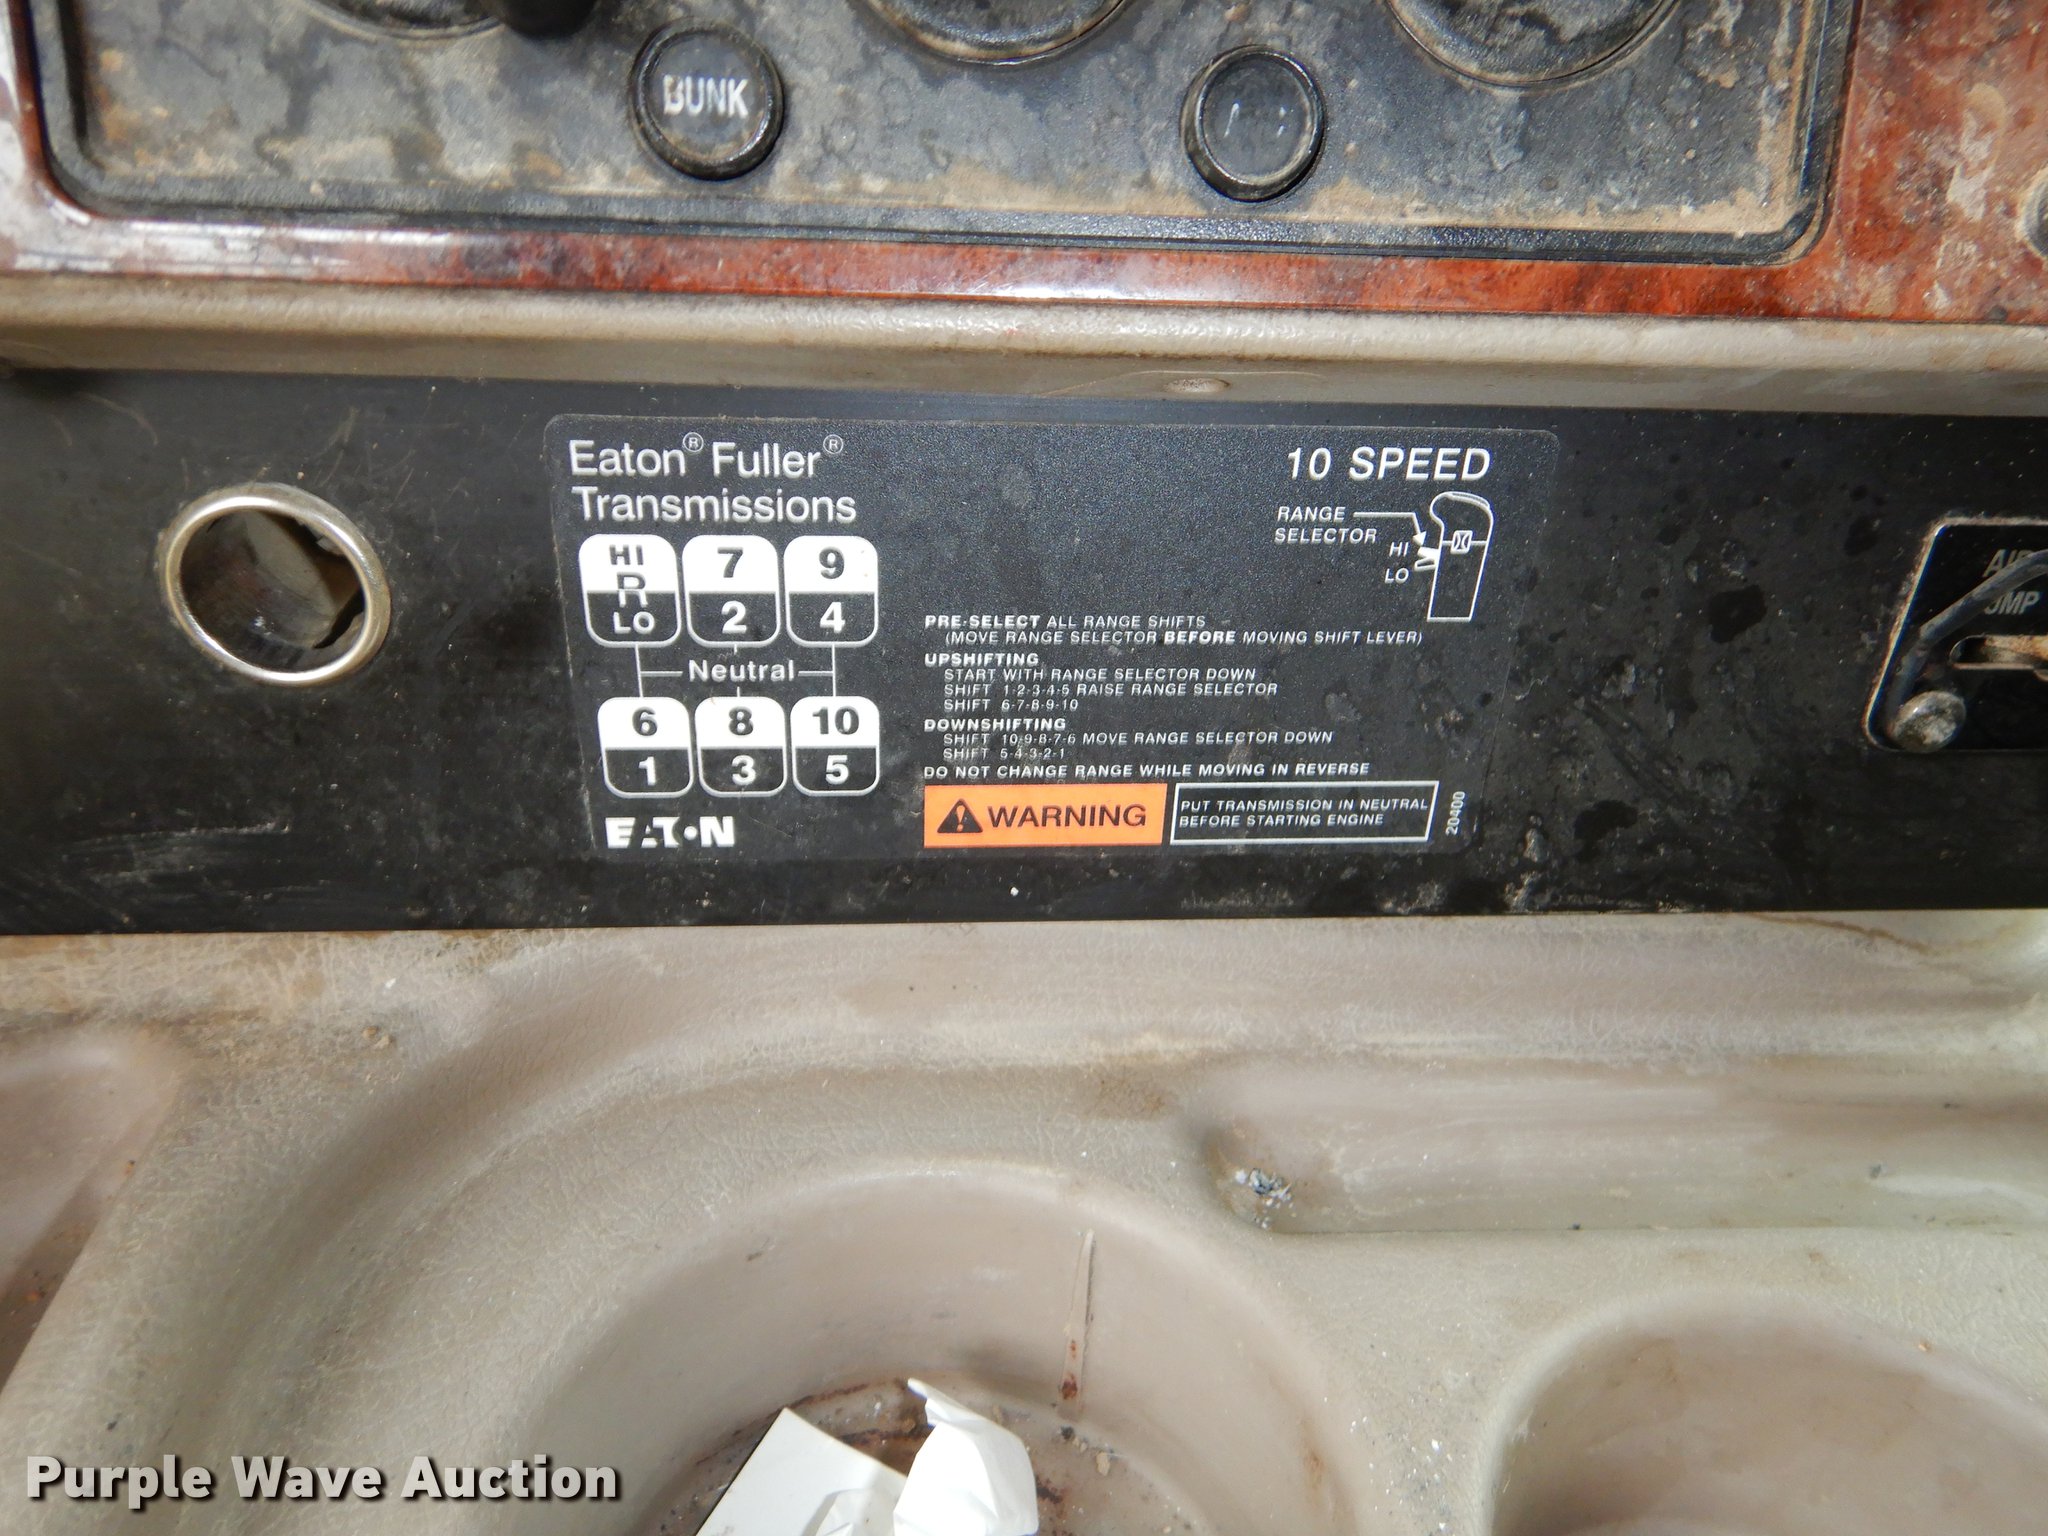 BUNK
Eaton® Fuller®
Transmissions
10 SPEED
RANGE
SELECTOR
HI
LO
HI
R
LO
7
2
9
4
Neutral
6
1
8
3
10
5
EATON
PRE-SELECT ALL RANGE SHIFTS
(MOVE RANGE SELECTOR BEFORE MOVING SHIFT LEVER)
UPSHIFTING
START WITH RANGE SELECTOR DOWN
SHIFT 1-2-3-4-5 RAISE RANGE SELECTOR
SHIFT 6-7-8-9-10
DOWNSHIFTING
SHIFT 10-9-8-7-6 MOVE RANGE SELECTOR DOWN
SHIFT 5-4-3-2-1
DO NOT CHANGE RANGE WHILE MOVING IN REVERSE
WARNING
PUT TRANSMISSION IN NEUTRAL
BEFORE STARTING ENGINE
20400
Purple Wave Auction